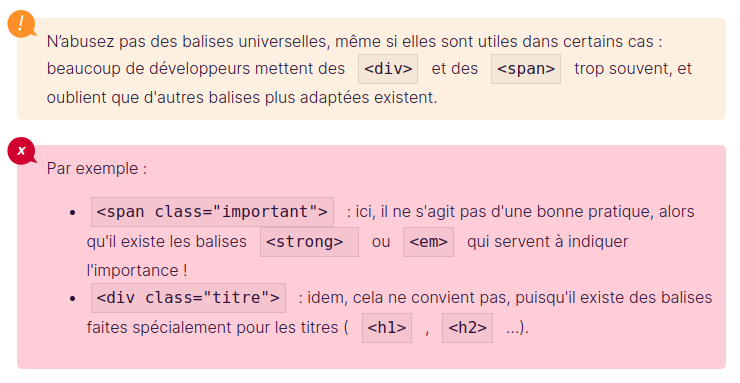 !
N’abusez pas des balises universelles, même si elles sont utiles dans certains cas :
beaucoup de développeurs mettent des <div> et des <span> trop souvent, et
oublient que d'autres balises plus adaptées existent.
x
Par exemple :
• <span class="important"> : ici, il ne s'agit pas d'une bonne pratique, alors
qu'il existe les balises <strong> ou <em> qui servent à indiquer
l'importance !
• <div class="titre"> : idem, cela ne convient pas, puisqu'il existe des balises
faites spécialement pour les titres ( <h1> , <h2> ...).